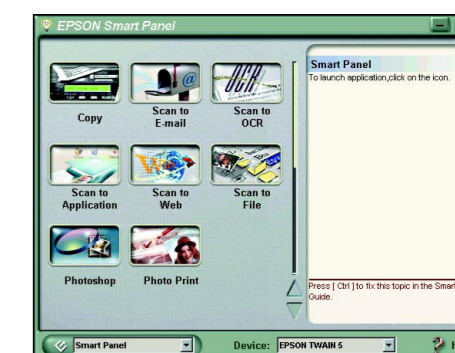 EPSON Smart Panel
Copy
Scan to
E-mail
Scan to
OCR
OCR
Scan to
Application
Web
Scan to
Web
Scan to
File
Photoshop
Photo Print
Smart Panel
To launch application,click on the icon.
Press [ Ctrl ] to fix this topic in the Smart
Guide.
Smart Panel
Device:
EPSON TWAIN 5